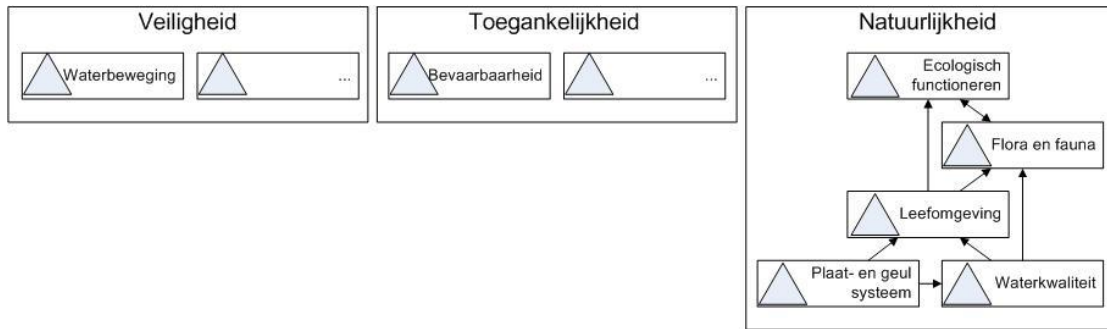 Veiligheid
Waterbeweging
...
Toegankelijkheid
Bevaarbaarheid
...
Natuurlijkheid
Ecologisch
functioneren
Flora en fauna
Leefomgeving
Plaat- en geul
systeem
Waterkwaliteit